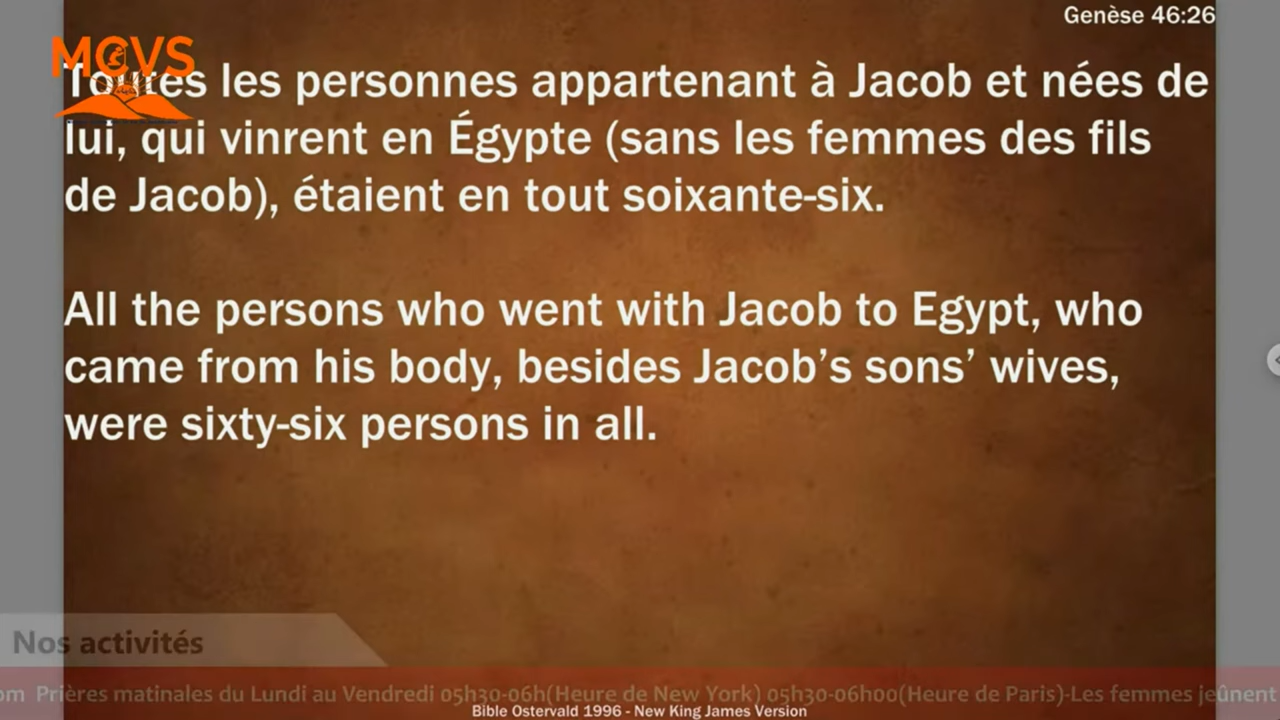 Genèse 46:26
MCVS
Toutes les personnes appartenant à Jacob et nées de
lui, qui vinrent en Égypte (sans les femmes des fils
de Jacob), étaient en tout soixante-six.
All the persons who went with Jacob to Egypt, who
came from his body, besides Jacob’s sons’ wives,
were sixty-six persons in all.
Nos activités
om Prières matinales du Lundi au Vendredi 05h30-06h(Heure de New York) 05h30-06h00(Heure de Paris)-Les femmes jeûnent
Bible Ostervald 1996 - New King James Version